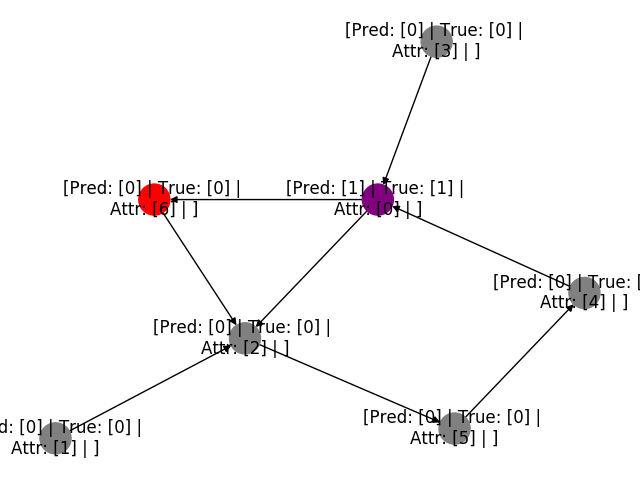 [Pred: [0] | True: [0] |
Attr: [3] | ]
[Pred: [0] | True: [0] |
Attr: [6] | ]
[Pred: [1] | True: [1] |
Attr: [0] | ]
[Pred: [0] | True: [
Attr: [4] | ]
[Pred: [0] | True: [0] |
Attr: [2] | ]
[Pred: [0] | True: [0] |
Attr: [5] | ]
d: [0] | True: [0] |
Attr: [1] | ]